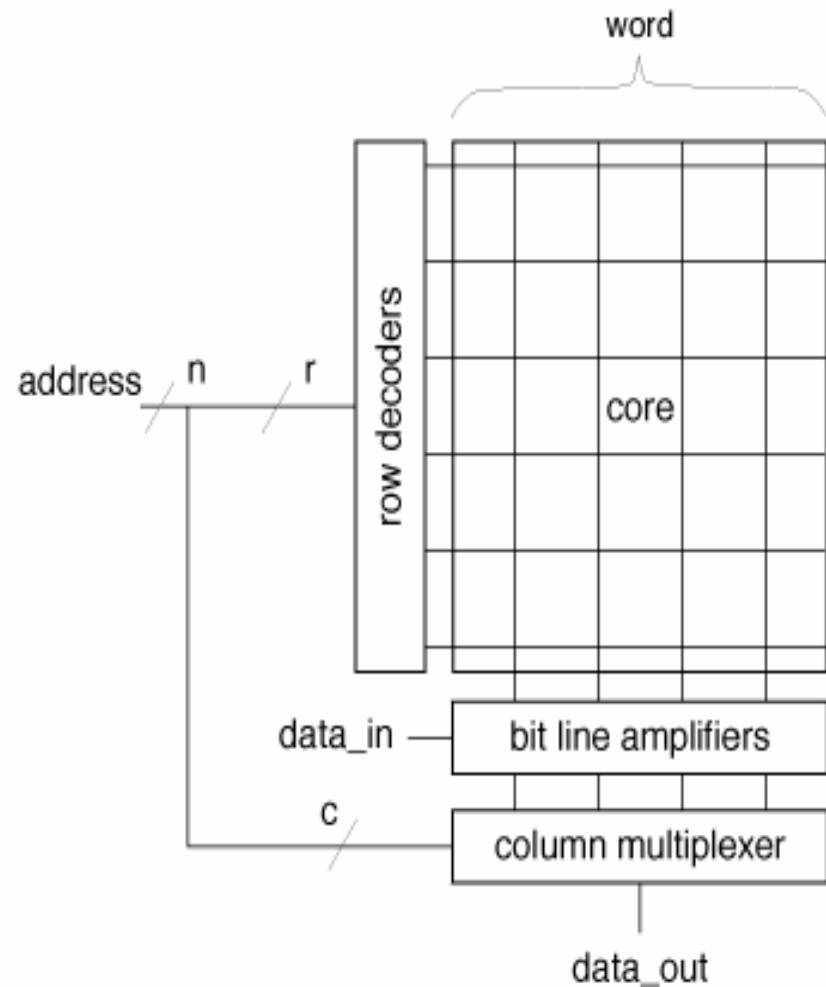 word
row decoders
n
r
address
core
data_in
bit line amplifiers
c
column multiplexer
data_out